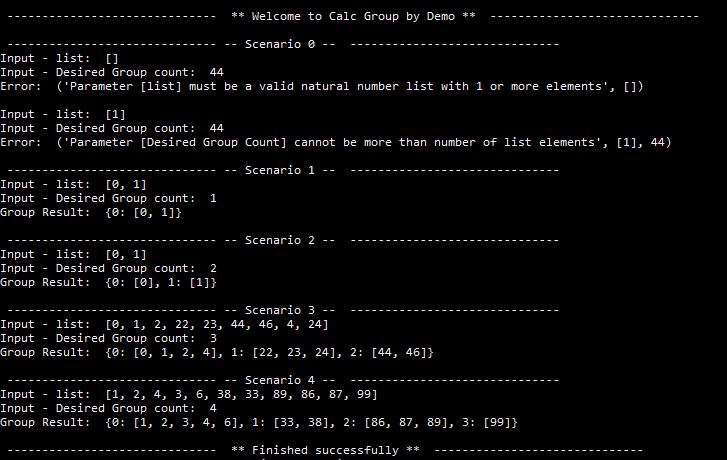 ------------------------------  ** Welcome to Calc Group by Demo **  ------------------------------
------------------------------ -- Scenario 0 --  ------------------------------
Input - list:  []
Input - Desired Group count:  44
Error:  ('Parameter [list] must be a valid natural number list with 1 or more elements', [])
Input - list:  [1]
Input - Desired Group count:  44
Error:  ('Parameter [Desired Group Count] cannot be more than number of list elements', [1], 44)
------------------------------ -- Scenario 1 --  ------------------------------
Input - list:  [0, 1]
Input - Desired Group count:  1
Group Result:  {0: [0, 1]}
------------------------------ -- Scenario 2 --  ------------------------------
Input - list:  [0, 1]
Input - Desired Group count:  2
Group Result:  {0: [0], 1: [1]}
------------------------------ -- Scenario 3 --  ------------------------------
Input - list:  [0, 1, 2, 22, 23, 44, 46, 4, 24]
Input - Desired Group count:  3
Group Result:  {0: [0, 1, 2, 4], 1: [22, 23, 24], 2: [44, 46]}
------------------------------ -- Scenario 4 --  ------------------------------
Input - list:  [1, 2, 4, 3, 6, 38, 33, 89, 86, 87, 99]
Input - Desired Group count:  4
Group Result:  {0: [1, 2, 3, 4, 6], 1: [33, 38], 2: [86, 87, 89], 3: [99]}
------------------------------  ** Finished successfully **  ------------------------------